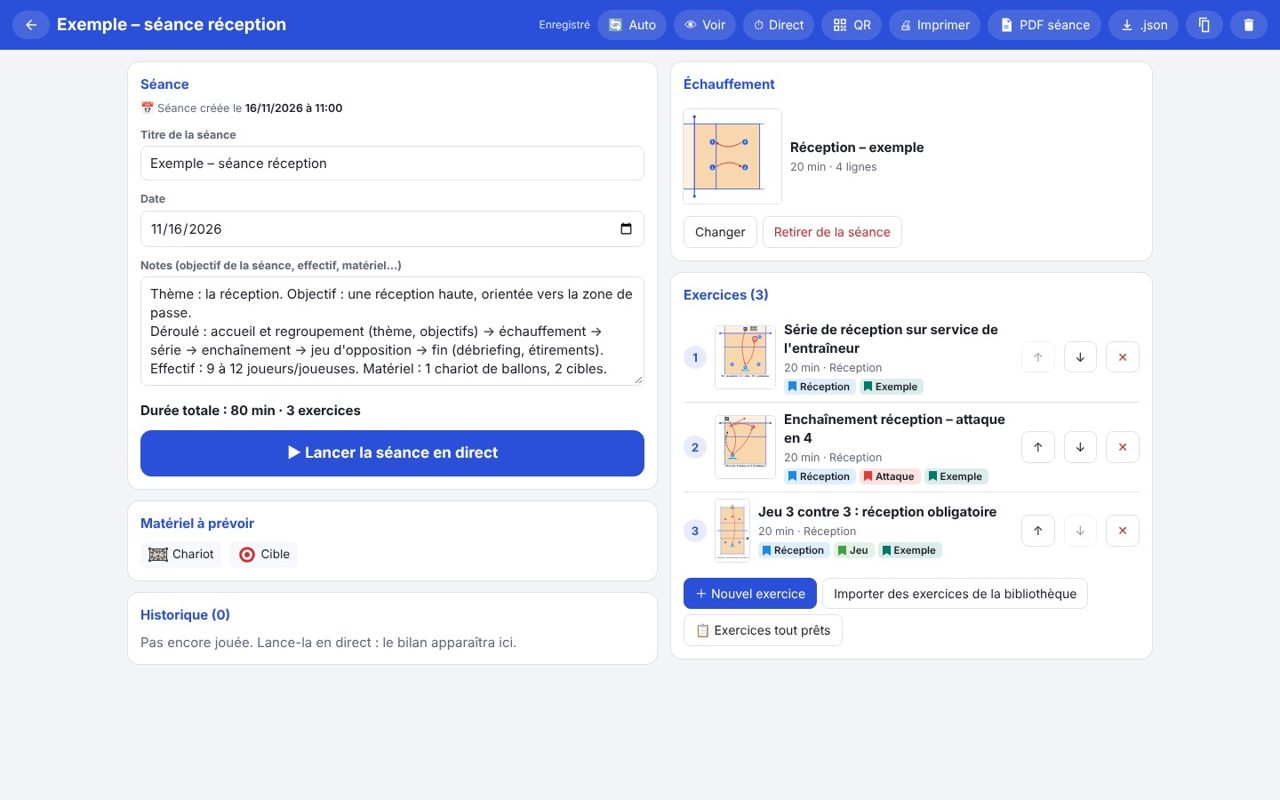 Exemple – séance réception
Enregistré
Auto
Voir
Direct
QR
Imprimer
PDF séance
.json
Séance
Séance créée le 16/11/2026 à 11:00
Titre de la séance
Exemple – séance réception
Date
11/16/2026
Notes (objectif de la séance, effectif, matériel…)
Thème : la réception. Objectif : une réception haute, orientée vers la zone de
passe.
Déroulé : accueil et regroupement (thème, objectifs) → échauffement →
série → enchaînement → jeu d'opposition → fin (débriefing, étirements).
Effectif : 9 à 12 joueurs/joueuses. Matériel : 1 chariot de ballons, 2 cibles.
Durée totale : 80 min · 3 exercices
▶ Lancer la séance en direct
Matériel à prévoir
Chariot
Cible
Historique (0)
Pas encore jouée. Lance-la en direct : le bilan apparaîtra ici.
Échauffement
Réception – exemple
20 min · 4 lignes
Changer
Retirer de la séance
Exercices (3)
1
Série de réception sur service de
l'entraîneur
20 min · Réception
Réception
Exemple
↑
↓
×
2
Enchaînement réception – attaque
en 4
20 min · Réception
Réception
Attaque
Exemple
↑
↓
×
3
Jeu 3 contre 3 : réception obligatoire
20 min · Réception
Réception
Jeu
Exemple
↑
↓
×
+ Nouvel exercice
Importer des exercices de la bibliothèque
Exercices tout prêts